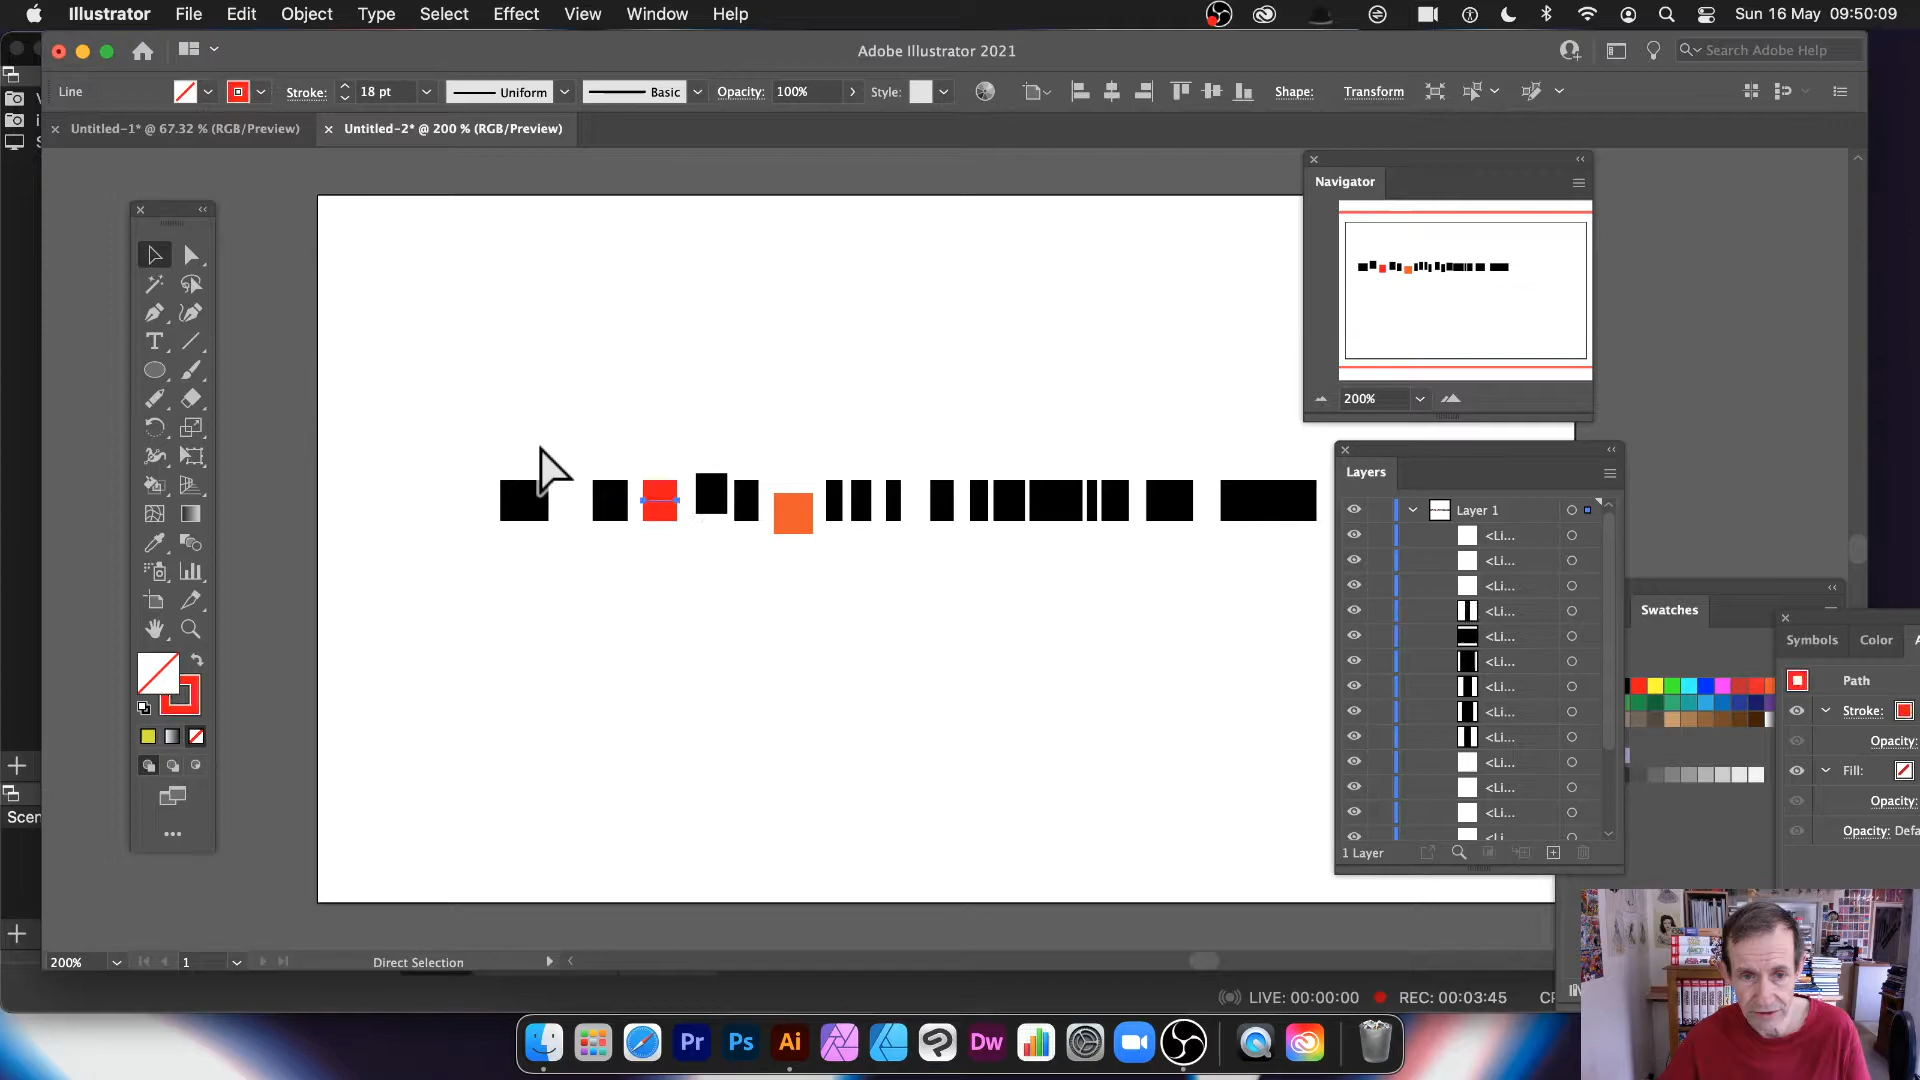 Illustrator File Edit Object Type Select Effect View Window Help Sun 16 May 09:50:09
Adobe Illustrator 2021
Search Adobe Help
Line Stroke: 18 pt Uniform Basic Opacity: 100% Style: Shape: Transform
Untitled-1* @ 67.32 % (RGB/Preview) Untitled-2* @ 200 % (RGB/Preview)
Navigator
200%
Layers
Layer 1
<Li...
<Li...
<Li...
<Li...
<Li...
<Li...
<Li...
<Li...
<Li...
<Li...
<Li...
<Li...
1 Layer
Swatches
Symbols Color
Path
Stroke:
Opacity:
Fill:
Opacity:
Opacity: Defa
Scen
200% 1 Direct Selection
LIVE: 00:00:00 REC: 00:03:45
Pr Ps Ai Dw